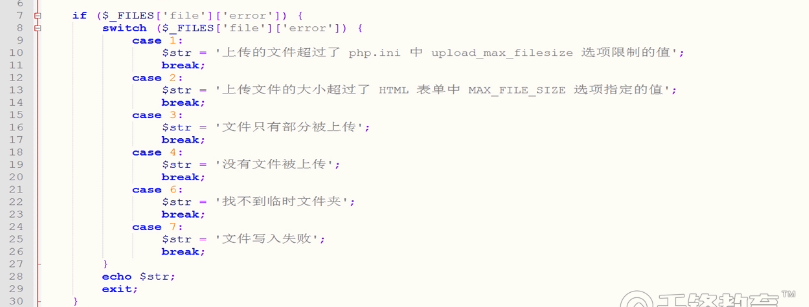 6
7 if ($_FILES['file']['error']) {
8 switch ($_FILES['file']['error']) {
9 case 1:
10 $str = '上传的文件超过了 php.ini 中 upload_max_filesize 选项限制的值';
11 break;
12 case 2:
13 $str = '上传文件的大小超过了 HTML 表单中 MAX_FILE_SIZE 选项指定的值';
14 break;
15 case 3:
16 $str = '文件只有部分被上传';
17 break;
18 case 4:
19 $str = '没有文件被上传';
20 break;
21 case 6:
22 $str = '找不到临时文件夹';
23 break;
24 case 7:
25 $str = '文件写入失败';
26 break;
27 }
28 echo $str;
29 exit;
30 }
TM